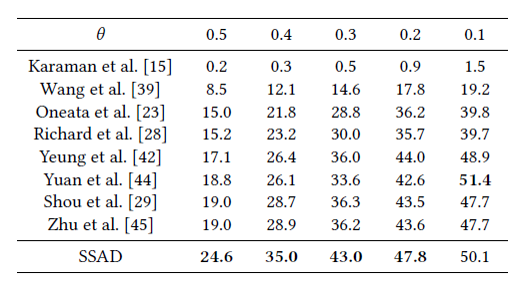 θ 0.5 0.4 0.3 0.2 0.1
Karaman et al. [15] 0.2 0.3 0.5 0.9 1.5
Wang et al. [39] 8.5 12.1 14.6 17.8 19.2
Oneata et al. [23] 15.0 21.8 28.8 36.2 39.8
Richard et al. [28] 15.2 23.2 30.0 35.7 39.7
Yeung et al. [42] 17.1 26.4 36.0 44.0 48.9
Yuan et al. [44] 18.8 26.1 33.6 42.6 51.4
Shou et al. [29] 19.0 28.7 36.3 43.5 47.7
Zhu et al. [45] 19.0 28.9 36.2 43.6 47.7
SSAD 24.6 35.0 43.0 47.8 50.1